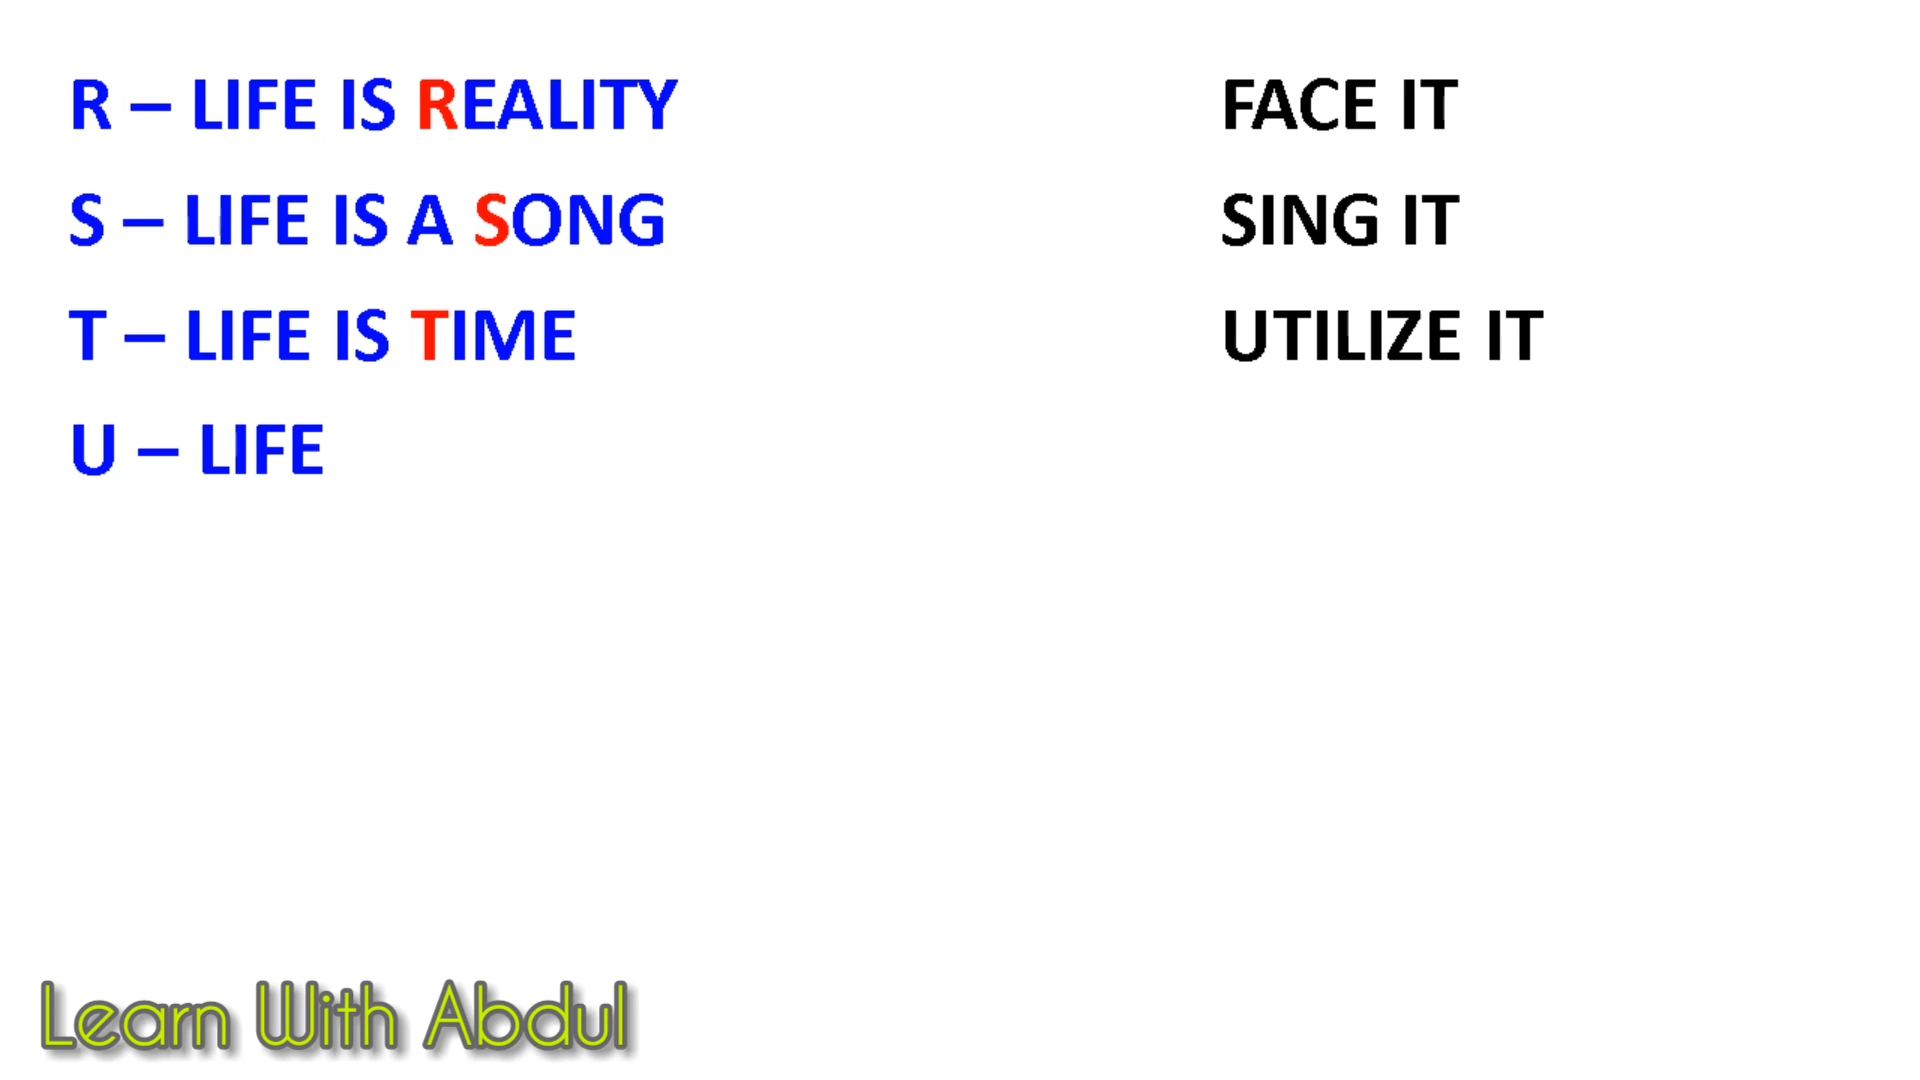 R – LIFE IS REALITY FACE IT
S – LIFE IS A SONG SING IT
T – LIFE IS TIME UTILIZE IT
U – LIFE
Learn With Abdul